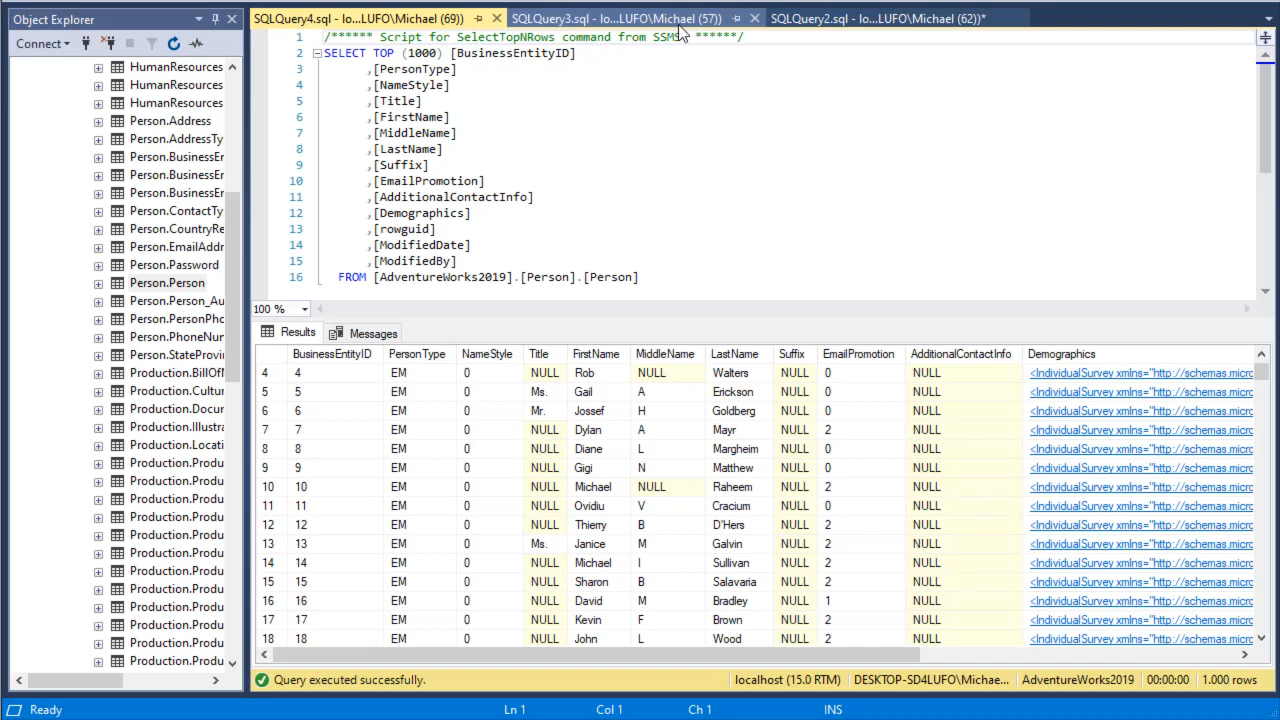 Object Explorer
SQLQuery4.sql - lo...LUFO\Michael (69))
SQLQuery3.sql - lo...LUFO\Michael (57))
SQLQuery2.sql - lo...LUFO\Michael (62))*
Connect
HumanResources
HumanResources
HumanResources
Person.Address
Person.AddressTy
Person.BusinessEr
Person.BusinessEr
Person.BusinessEr
Person.ContactTy
Person.CountryRe
Person.EmailAddr
Person.Password
Person.Person
Person.Person_Au
Person.PersonPho
Person.PhoneNur
Person.StateProvi
Production.BillOfM
Production.Cultur
Production.Docur
Production.Illustra
Production.Locati
Production.Produ
Production.Produ
Production.Produ
Production.Produ
Production.Produ
Production.Produ
Production.Produ
Production.Produ
Production.Produ
Production.Produ
Production.Produ
1 /****** Script for SelectTopNRows command from SSMS ******/
2 SELECT TOP (1000) [BusinessEntityID]
3 ,[PersonType]
4 ,[NameStyle]
5 ,[Title]
6 ,[FirstName]
7 ,[MiddleName]
8 ,[LastName]
9 ,[Suffix]
10 ,[EmailPromotion]
11 ,[AdditionalContactInfo]
12 ,[Demographics]
13 ,[rowguid]
14 ,[ModifiedDate]
15 ,[ModifiedBy]
16 FROM [AdventureWorks2019].[Person].[Person]
100 %
Results Messages
BusinessEntityID PersonType NameStyle Title FirstName MiddleName LastName Suffix EmailPromotion AdditionalContactInfo Demographics
4 4 EM 0 NULL Rob NULL Walters NULL 0 NULL <IndividualSurvey xmlns="http://schemas.micro
5 5 EM 0 Ms. Gail A Erickson NULL 0 NULL <IndividualSurvey xmlns="http://schemas.micro
6 6 EM 0 Mr. Jossef H Goldberg NULL 0 NULL <IndividualSurvey xmlns="http://schemas.micro
7 7 EM 0 NULL Dylan A Mayr NULL 2 NULL <IndividualSurvey xmlns="http://schemas.micro
8 8 EM 0 NULL Diane L Margheim NULL 0 NULL <IndividualSurvey xmlns="http://schemas.micro
9 9 EM 0 NULL Gigi N Matthew NULL 0 NULL <IndividualSurvey xmlns="http://schemas.micro
10 10 EM 0 NULL Michael NULL Raheem NULL 2 NULL <IndividualSurvey xmlns="http://schemas.micro
11 11 EM 0 NULL Ovidiu V Cracium NULL 0 NULL <IndividualSurvey xmlns="http://schemas.micro
12 12 EM 0 NULL Thierry B D'Hers NULL 2 NULL <IndividualSurvey xmlns="http://schemas.micro
13 13 EM 0 Ms. Janice M Galvin NULL 2 NULL <IndividualSurvey xmlns="http://schemas.micro
14 14 EM 0 NULL Michael I Sullivan NULL 2 NULL <IndividualSurvey xmlns="http://schemas.micro
15 15 EM 0 NULL Sharon B Salavaria NULL 2 NULL <IndividualSurvey xmlns="http://schemas.micro
16 16 EM 0 NULL David M Bradley NULL 1 NULL <IndividualSurvey xmlns="http://schemas.micro
17 17 EM 0 NULL Kevin F Brown NULL 2 NULL <IndividualSurvey xmlns="http://schemas.micro
18 18 EM 0 NULL John L Wood NULL 2 NULL <IndividualSurvey xmlns="http://schemas.micro
Query executed successfully. localhost (15.0 RTM) DESKTOP-SD4LUFO\Michae... AdventureWorks2019 00:00:00 1.000 rows
Ready Ln 1 Col 1 Ch 1 INS